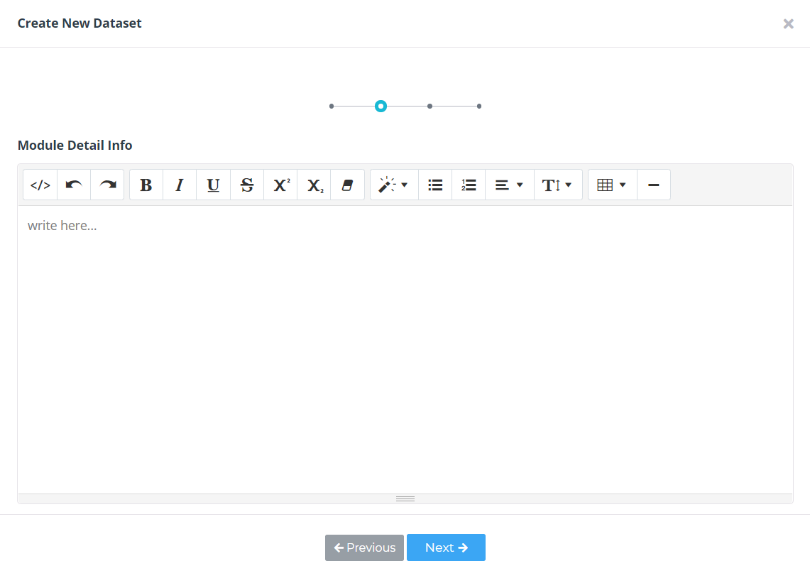 Create New Dataset
×
Module Detail Info
</> B I U S X² X₂ T
write here...
Previous Next